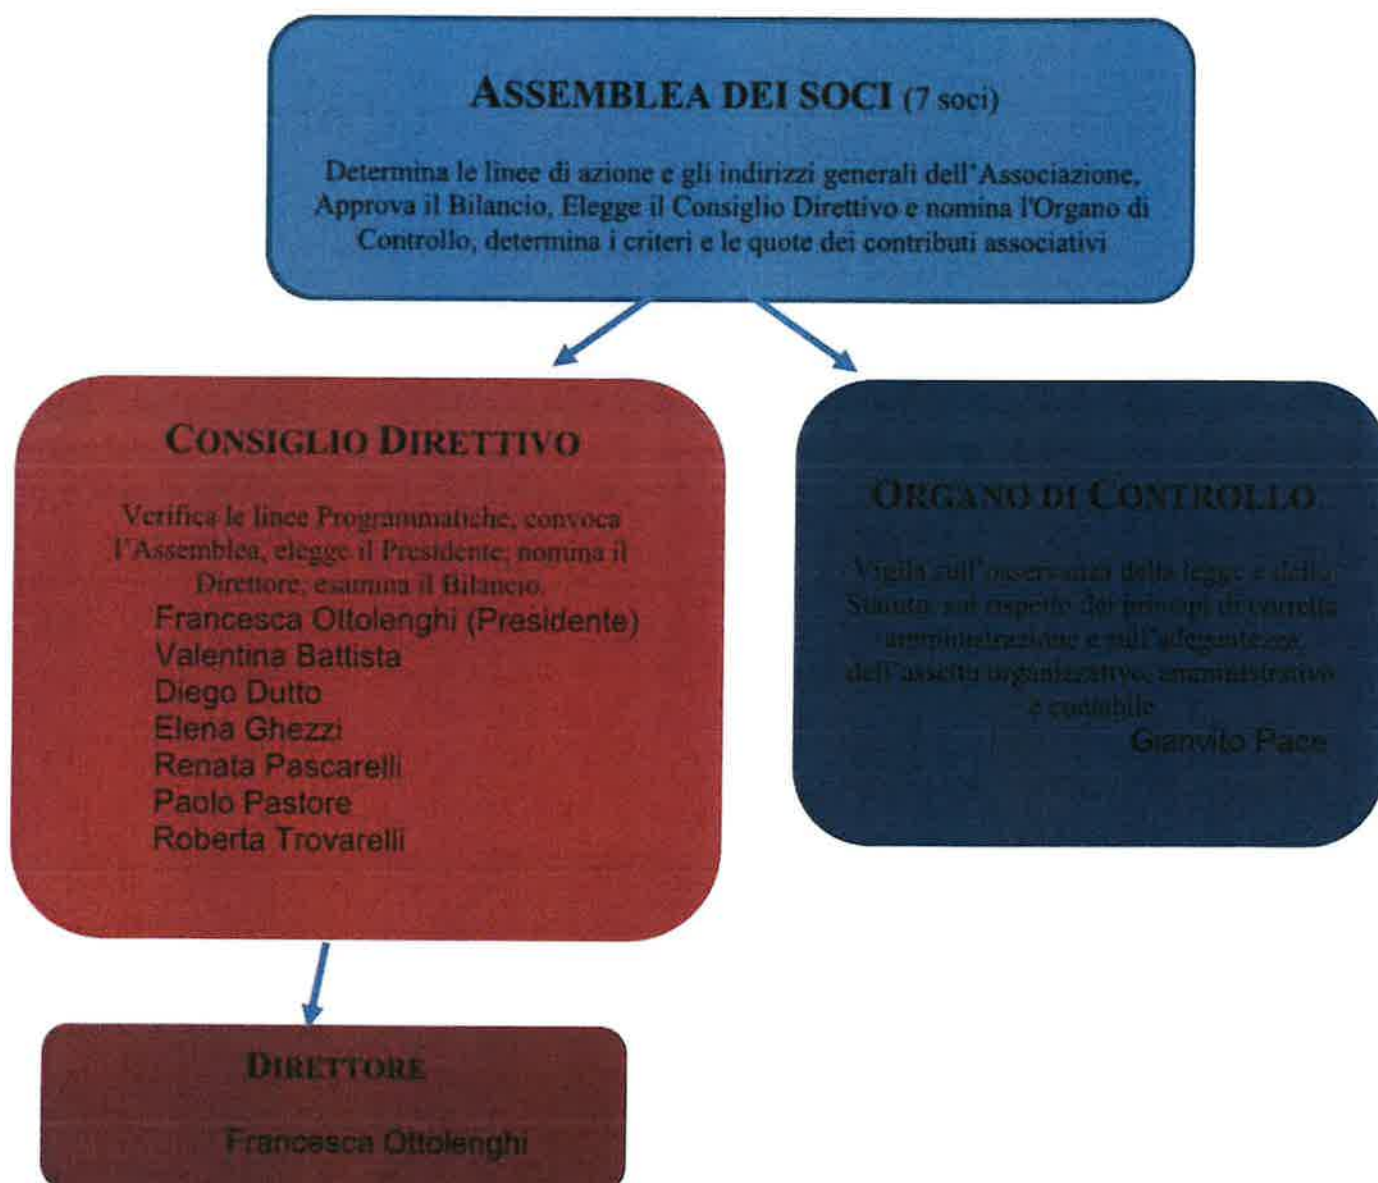 ASSEMBLEA DEI SOCI (7 soci)
Determina le linee di azione e gli indirizzi generali dell'Associazione,
Approva il Bilancio, Elegge il Consiglio Direttivo e nomina l'Organo di
Controllo, determina i criteri e le quote dei contributi associativi
CONSIGLIO DIRETTIVO
Verifica le linee Programmatiche, convoca
l'Assemblea, elegge il Presidente, nomina il
Direttore, esamina il Bilancio.
Francesca Ottolenghi (Presidente)
Valentina Battista
Diego Dutto
Elena Ghezzi
Renata Pascarelli
Paolo Pastore
Roberta Trovarelli
ORGANO DI CONTROLLO
Vigila sull'osservanza della legge e dello
Statuto, sul rispetto dei principi di corretta
amministrazione e sull'adeguatezza
dell'assetto organizzativo, amministrativo
e contabile
Gianvito Pace
DIRETTORE
Francesca Ottolenghi